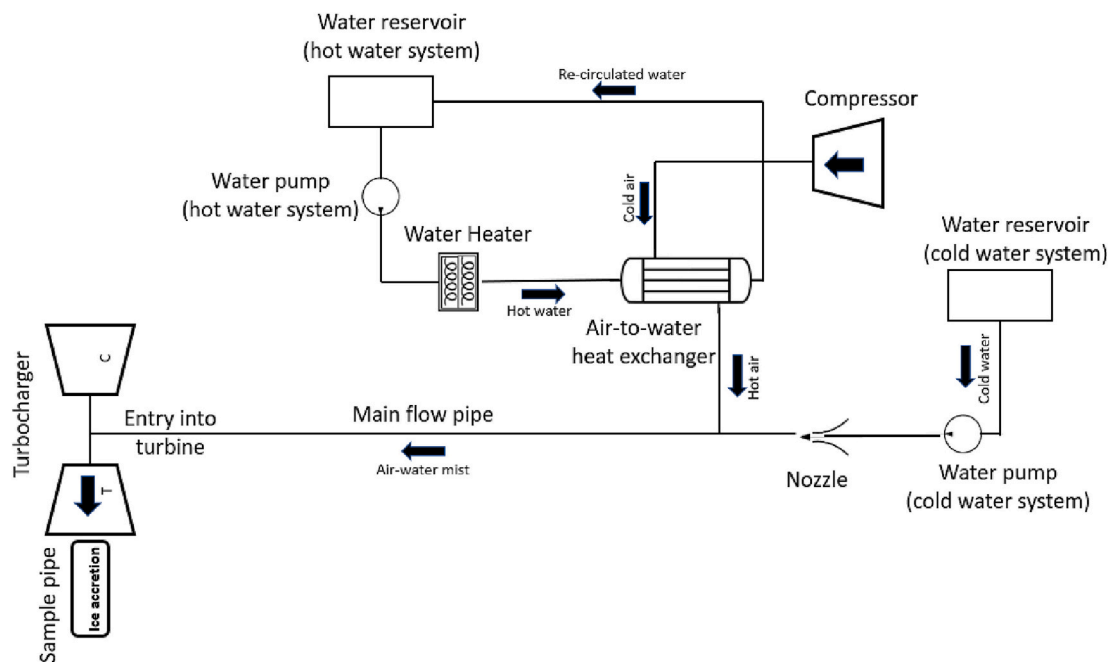 Water reservoir
(hot water system)
Re-circulated water
Compressor
Water pump
(hot water system)
Cold air
Water Heater
Hot water
Air-to-water
heat exchanger
Water reservoir
(cold water system)
Cold water
Hot air
Turbocharger
C
Entry into
turbine
Main flow pipe
Air-water mist
Nozzle
Water pump
(cold water system)
T
Sample pipe
Ice accretion